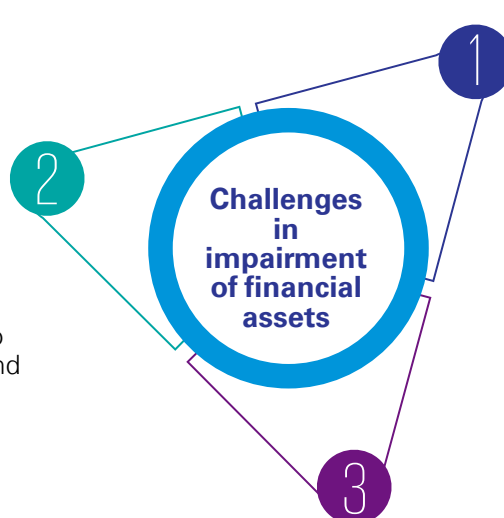 1
2
Challenges
in
impairment
of financial
assets
3